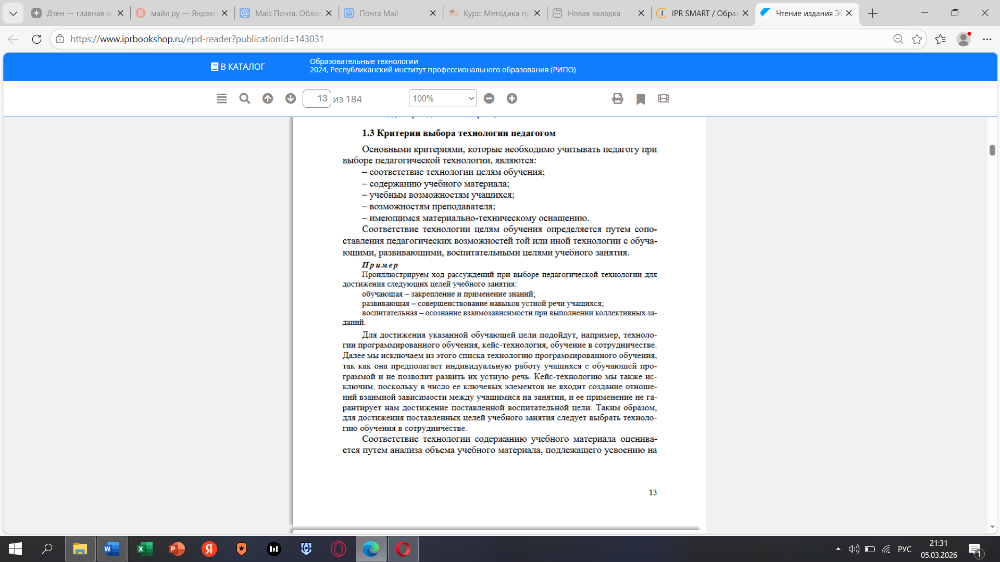 Дзен — главная но
майл ру — Яндекс
Mail: Почта, Облак
Почта Mail
Курс: Методика пр
Новая вкладка
IPR SMART / Образ
Чтение издания ЭБ
https://www.iprbookshop.ru/epd-reader?publicationId=143031
В КАТАЛОГ
Образовательные технологии
2024, Республиканский институт профессионального образования (РИПО)
13 из 184
100%
1.3 Критерии выбора технологии педагогом
Основными критериями, которые необходимо учитывать педагогу при
выборе педагогической технологии, являются:
– соответствие технологии целям обучения;
– содержанию учебного материала;
– учебным возможностям учащихся;
– возможностям преподавателя;
– имеющимся материально-техническому оснащению.
Соответствие технологии целям обучения определяется путем сопо-
ставления педагогических возможностей той или иной технологии с обуча-
ющими, развивающими, воспитательными целями учебного занятия.
Пример
Проиллюстрируем ход рассуждений при выборе педагогической технологии для
достижения следующих целей учебного занятия:
обучающая – закрепление и применение знаний;
развивающая – совершенствование навыков устной речи учащихся;
воспитательная – осознание взаимозависимости при выполнении коллективных за-
даний.
Для достижения указанной обучающей цели подойдут, например, техноло-
гии программированного обучения, кейс-технология, обучение в сотрудничестве.
Далее мы исключаем из этого списка технологию программированного обучения,
так как она предполагает индивидуальную работу учащихся с обучающей про-
граммой и не позволит развить их устную речь. Кейс-технологию мы также ис-
ключим, поскольку в число ее ключевых элементов не входит создание отноше-
ний взаимной зависимости между учащимися на занятии, и ее применение не га-
рантирует нам достижение поставленной воспитательной цели. Таким образом,
для достижения поставленных целей учебного занятия следует выбрать техноло-
гию обучения в сотрудничестве.
Соответствие технологии содержанию учебного материала оценива-
ется путем анализа объема учебного материала, подлежащего усвоению на
13
РУС
21:31
05.03.2026
1